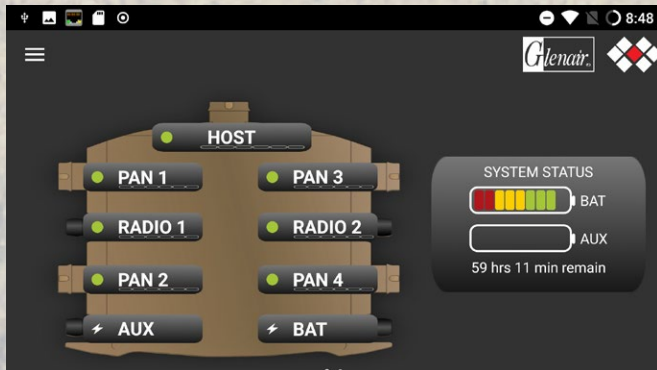 8:48
Glenair
HOST
PAN 1
PAN 3
RADIO 1
RADIO 2
PAN 2
PAN 4
AUX
BAT
SYSTEM STATUS
BAT
AUX
59 hrs 11 min remain